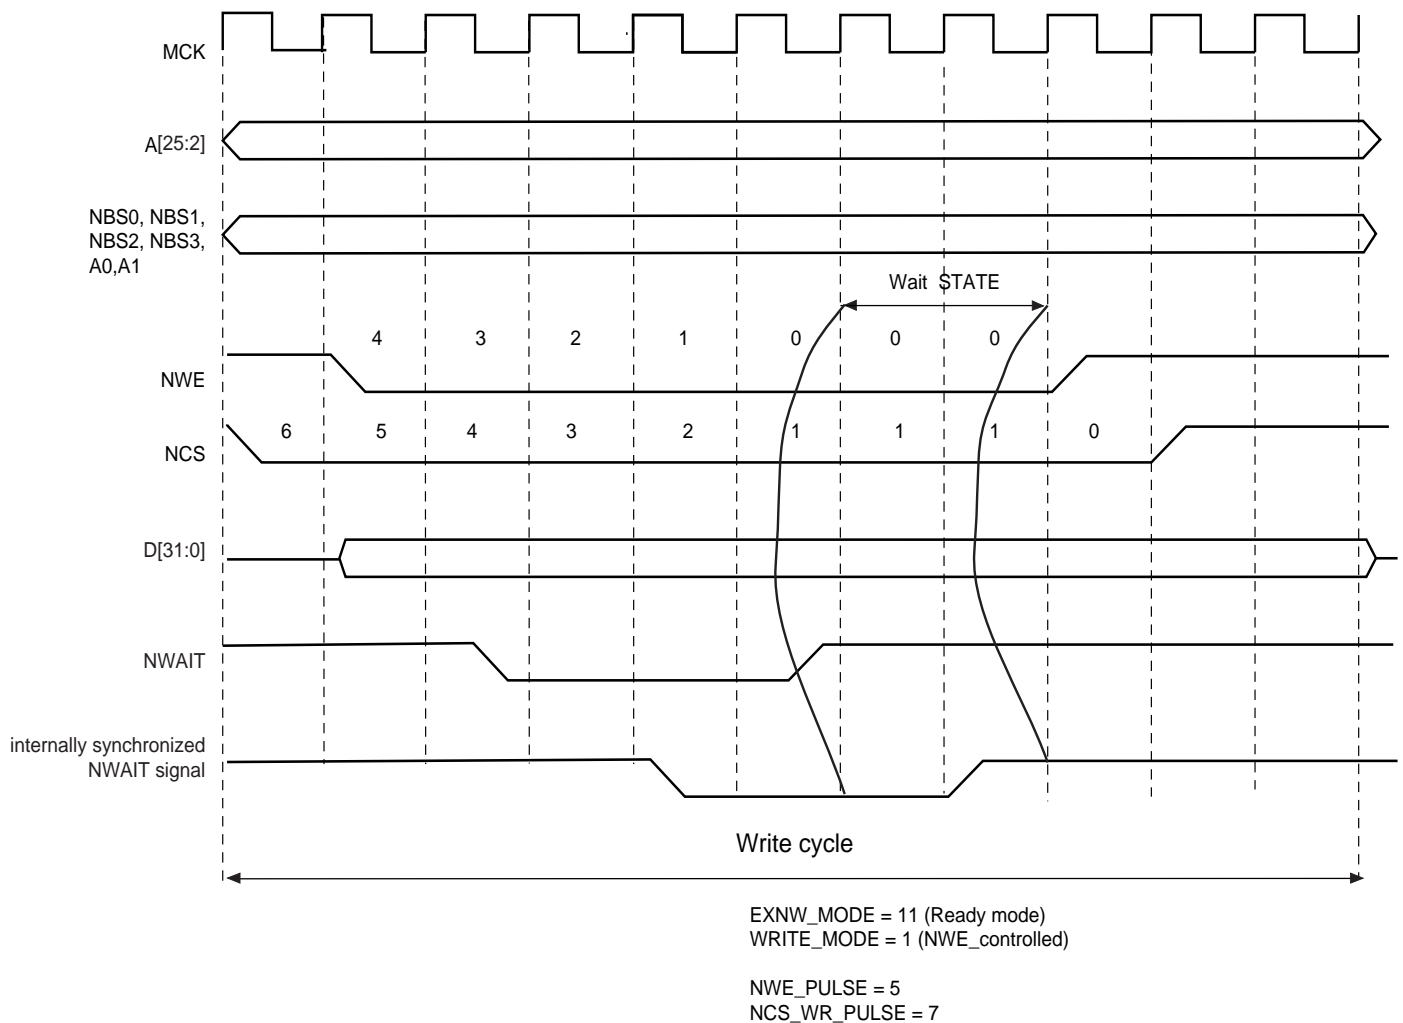 MCK
A[25:2]
NBS0, NBS1,
NBS2, NBS3,
A0,A1
Wait STATE
4 3 2 1 0 0 0
NWE
6 5 4 3 2 1 1 1 0
NCS
D[31:0]
NWAIT
internally synchronized
NWAIT signal
Write cycle
EXNW_MODE = 11 (Ready mode)
WRITE_MODE = 1 (NWE_controlled)
NWE_PULSE = 5
NCS_WR_PULSE = 7